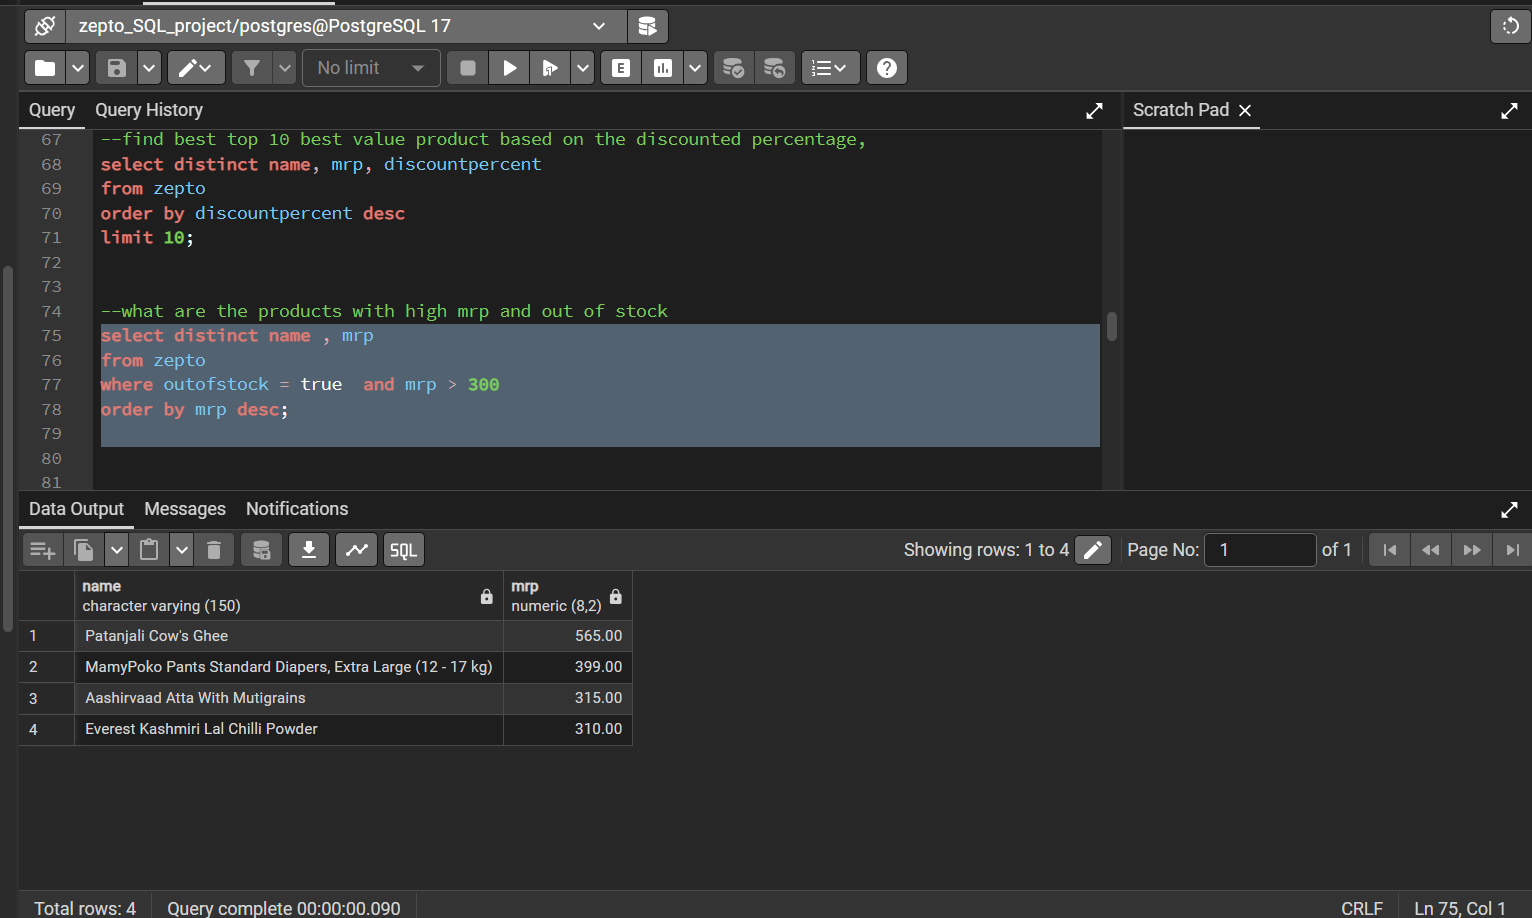 zepto_SQL_project/postgres@PostgreSQL 17
No limit
E
Query
Query History
Scratch Pad
67 --find best top 10 best value product based on the discounted percentage,
68 select distinct name, mrp, discountpercent
69 from zepto
70 order by discountpercent desc
71 limit 10;
72
73
74 --what are the products with high mrp and out of stock
75 select distinct name , mrp
76 from zepto
77 where outofstock = true  and mrp > 300
78 order by mrp desc;
79
80
81
Data Output
Messages
Notifications
SQL
Showing rows: 1 to 4
Page No: 1 of 1
name mrp
character varying (150) numeric (8,2)
1 Patanjali Cow's Ghee 565.00
2 MamyPoko Pants Standard Diapers, Extra Large (12 - 17 kg) 399.00
3 Aashirvaad Atta With Mutigrains 315.00
4 Everest Kashmiri Lal Chilli Powder 310.00
Total rows: 4
Query complete 00:00:00.090
CRLF
Ln 75, Col 1